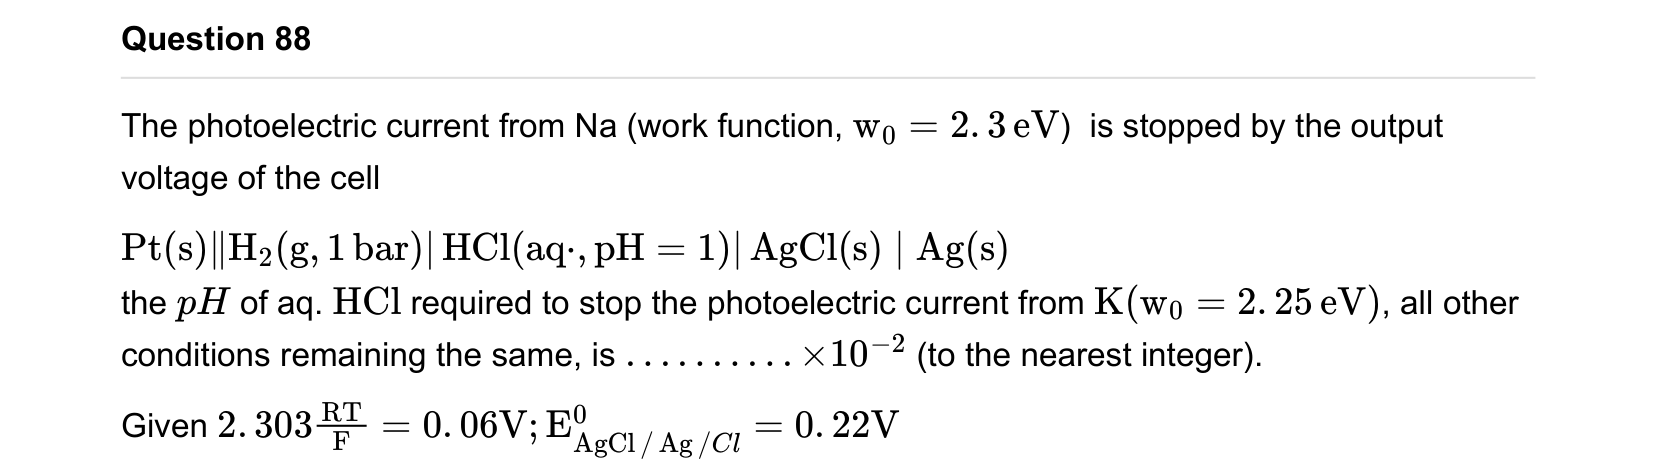 Question 88
The photoelectric current from Na (work function, w₀ = 2. 3 eV) is stopped by the output
voltage of the cell
Pt(s)||H₂(g, 1 bar)| HCl(aq·, pH = 1)| AgCl(s) | Ag(s)
the pH of aq. HCl required to stop the photoelectric current from K(w₀ = 2. 25 eV), all other
conditions remaining the same, is . . . . . . . . . . ×10⁻² (to the nearest integer).
Given 2. 303 RT/F = 0. 06V; E⁰_AgCl / Ag /Cl = 0. 22V